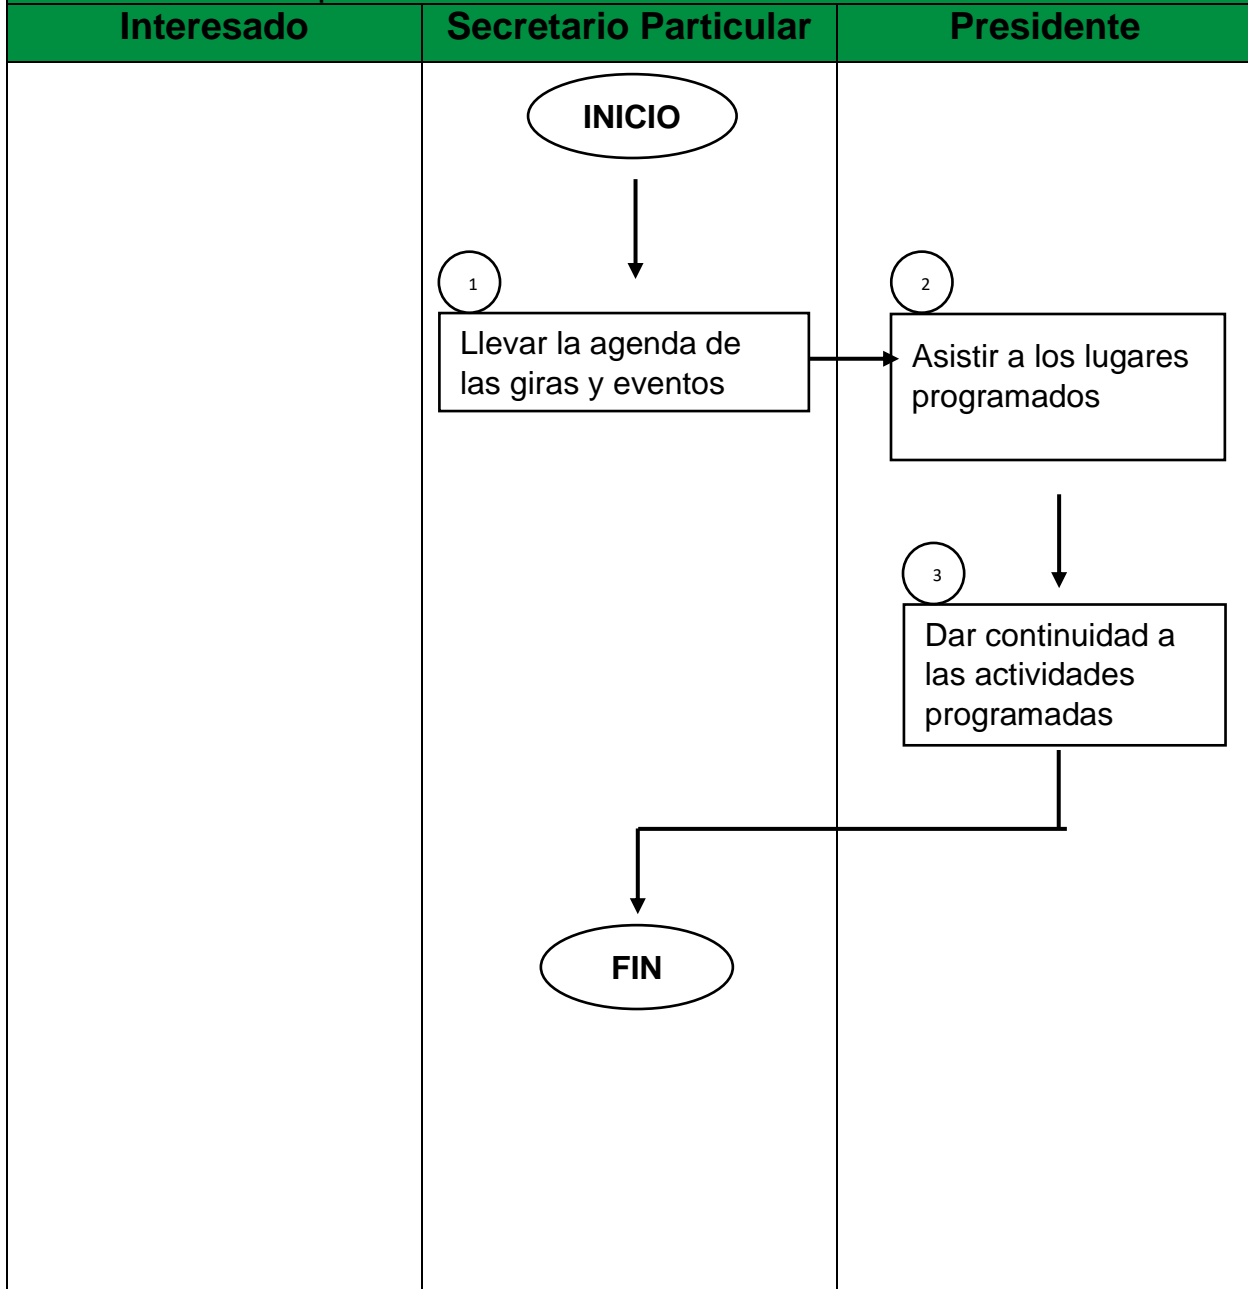 Interesado
Secretario Particular
Presidente
INICIO
1
Llevar la agenda de
las giras y eventos
2
Asistir a los lugares
programados
3
Dar continuidad a
las actividades
programadas
FIN